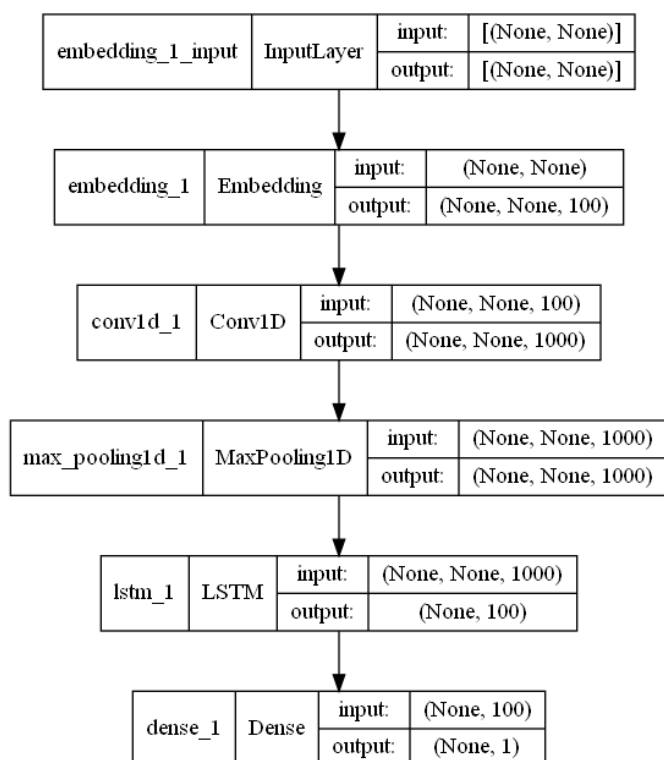 embedding_1_input InputLayer input: [(None, None)]
output: [(None, None)]
embedding_1 Embedding input: (None, None)
output: (None, None, 100)
conv1d_1 Conv1D input: (None, None, 100)
output: (None, None, 1000)
max_pooling1d_1 MaxPooling1D input: (None, None, 1000)
output: (None, None, 1000)
lstm_1 LSTM input: (None, None, 1000)
output: (None, 100)
dense_1 Dense input: (None, 100)
output: (None, 1)